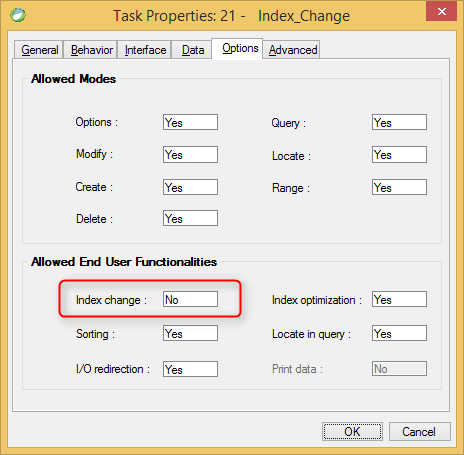 Task Properties: 21 - Index_Change
General Behavior Interface Data Options Advanced
Allowed Modes
Options : Yes Query : Yes
Modify : Yes Locate : Yes
Create : Yes Range : Yes
Delete : Yes
Allowed End User Functionalities
Index change : No Index optimization : Yes
Sorting : Yes Locate in query : Yes
I/O redirection : Yes Print data : No
OK Cancel